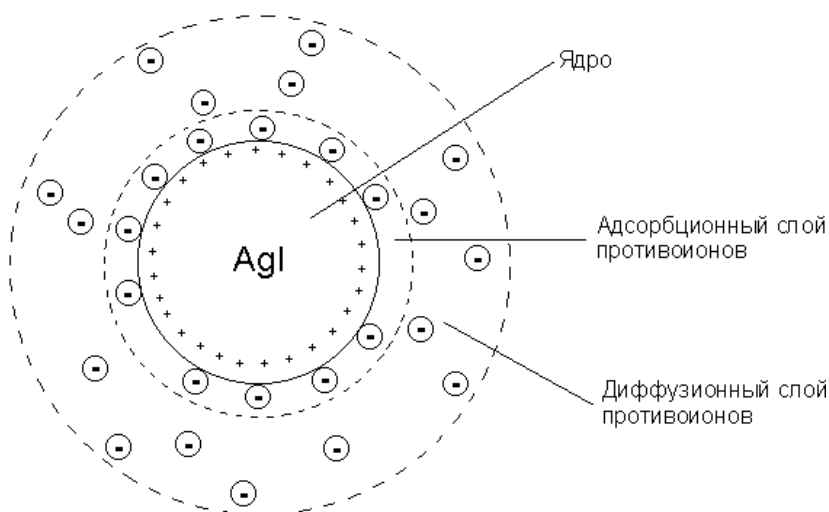 Ядро
Адсорбционный слой
противоионов
AgI
Диффузионный слой
противоионов